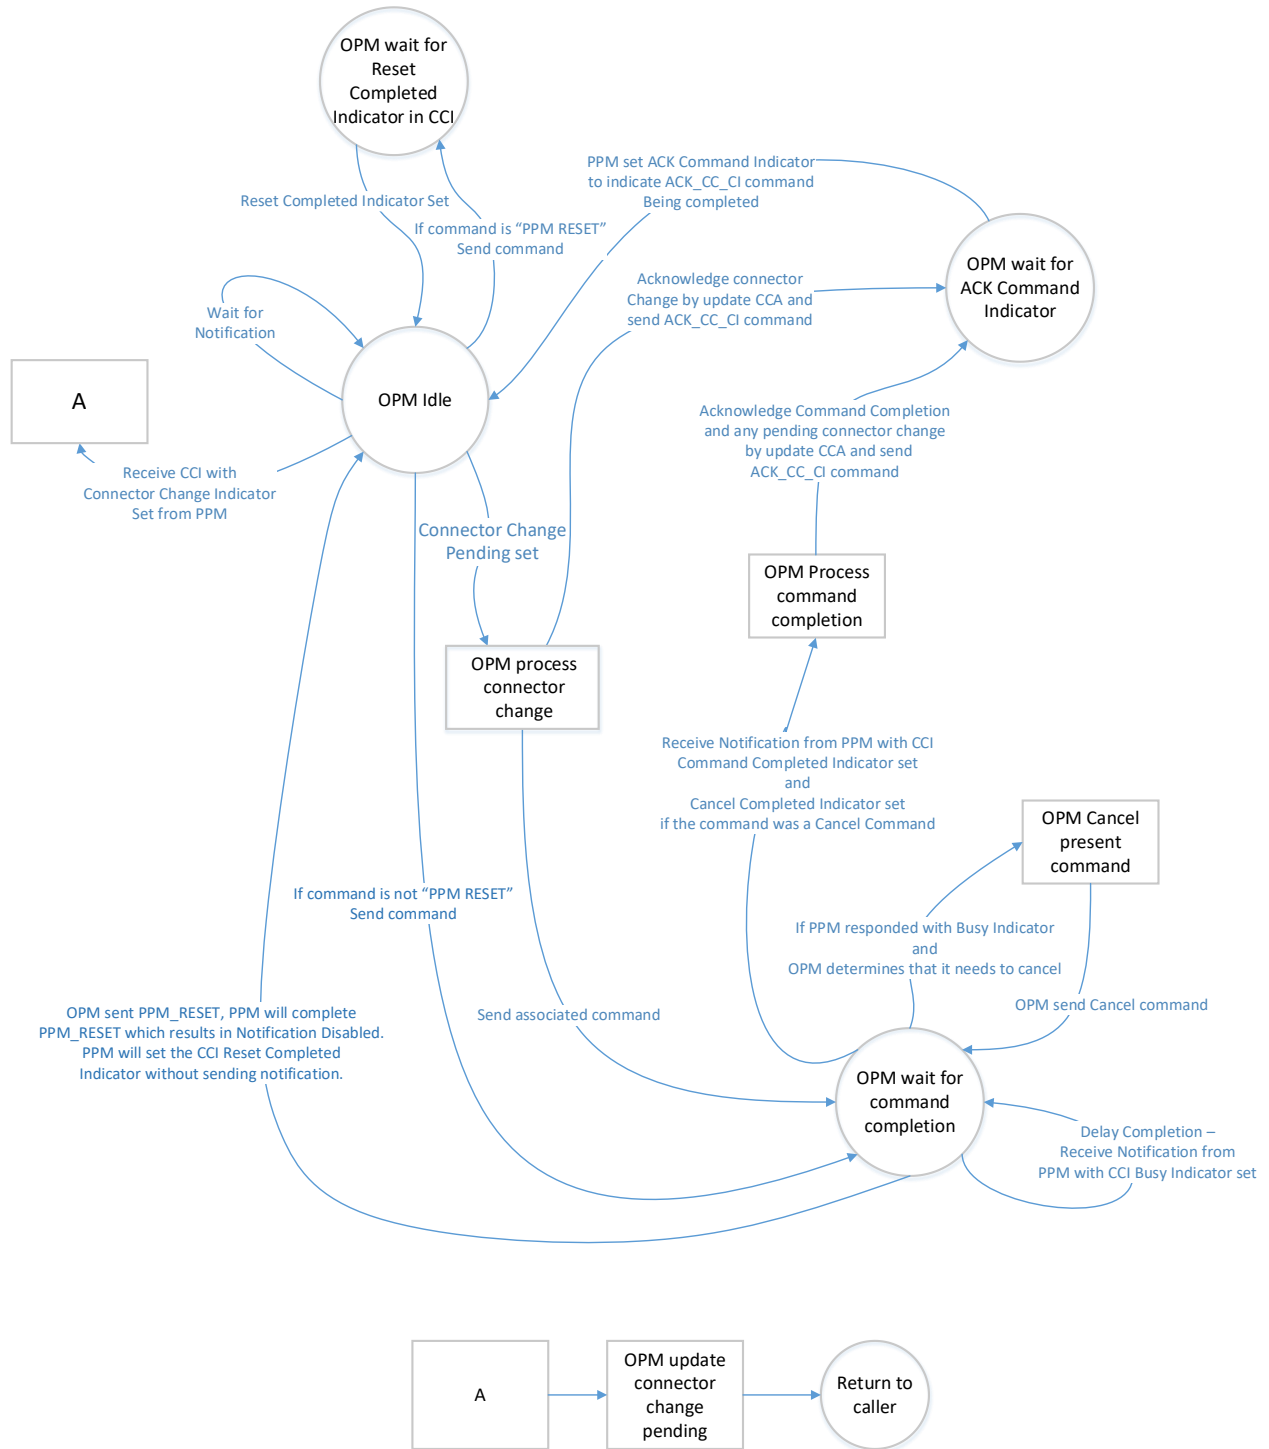 OPM wait for
Reset
Completed
Indicator in CCI
PPM set ACK Command Indicator
to indicate ACK_CC_CI command
Being completed
Reset Completed Indicator Set
If command is “PPM RESET”
Send command
OPM wait for
ACK Command
Indicator
Acknowledge connector
Change by update CCA and
send ACK_CC_CI command
Wait for
Notification
A
OPM Idle
Acknowledge Command Completion
and any pending connector change
by update CCA and send
ACK_CC_CI command
Receive CCI with
Connector Change Indicator
Set from PPM
Connector Change
Pending set
OPM Process
command
completion
OPM process
connector
change
Receive Notification from PPM with CCI
Command Completed Indicator set
and
Cancel Completed Indicator set
if the command was a Cancel Command
OPM Cancel
present
command
If command is not “PPM RESET”
Send command
If PPM responded with Busy Indicator
and
OPM determines that it needs to cancel
OPM sent PPM_RESET, PPM will complete
PPM_RESET which results in Notification Disabled.
PPM will set the CCI Reset Completed
Indicator without sending notification.
Send associated command
OPM send Cancel command
OPM wait for
command
completion
Delay Completion –
Receive Notification from
PPM with CCI Busy Indicator set
A
OPM update
connector
change
pending
Return to
caller